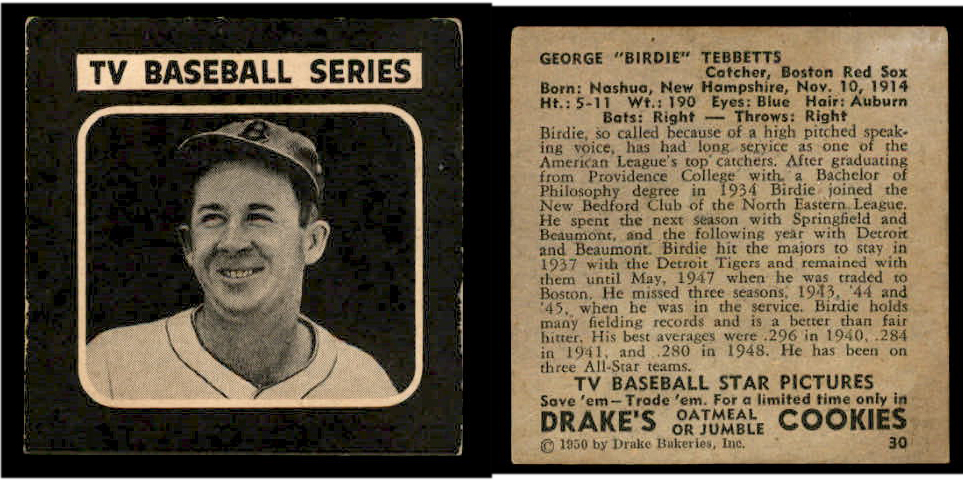 TV BASEBALL SERIES
B
GEORGE "BIRDIE" TEBBETTS
Catcher, Boston Red Sox
Born: Nashua, New Hampshire, Nov. 10, 1914
Ht.: 5-11 Wt.: 190 Eyes: Blue Hair: Auburn
Bats: Right — Throws: Right
Birdie, so called because of a high pitched speak-
ing voice, has had long service as one of the
American League's top catchers. After graduating
from Providence College with a Bachelor of
Philosophy degree in 1934 Birdie joined the
New Bedford Club of the North Eastern League.
He spent the next season with Springfield and
Beaumont, and the following year with Detroit
and Beaumont. Birdie hit the majors to stay in
1937 with the Detroit Tigers and remained with
them until May, 1947 when he was traded to
Boston. He missed three seasons, 1943, '44 and
'45, when he was in the service. Birdie holds
many fielding records and is a better than fair
hitter. His best averages were .296 in 1940, .284
in 1941, and .280 in 1948. He has been on
three All-Star teams.
TV BASEBALL STAR PICTURES
Save 'em—Trade 'em. For a limited time only in
DRAKE'S OATMEAL OR JUMBLE COOKIES
© 1950 by Drake Bakeries, Inc. 30